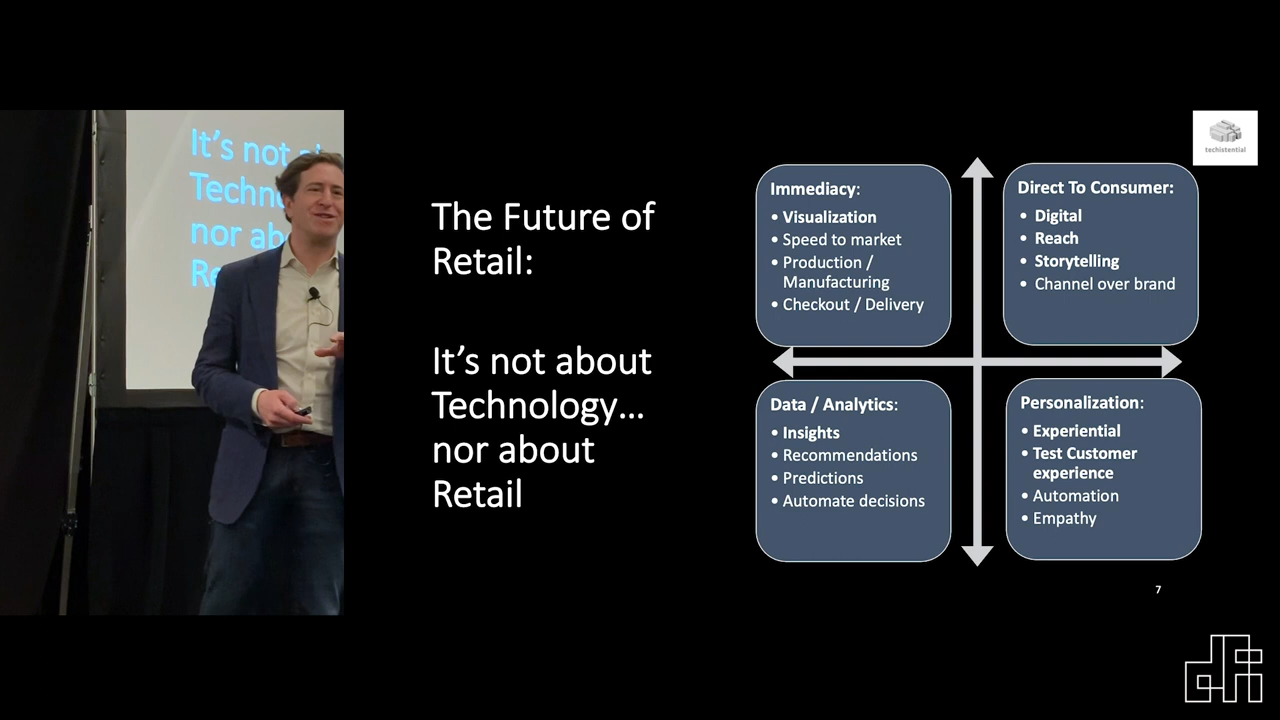 It's not a
Techn
nor ab
Re
The Future of
Retail:
It's not about
Technology...
nor about
Retail
techistential
Immediacy:
• Visualization
• Speed to market
• Production /
Manufacturing
• Checkout / Delivery
Direct To Consumer:
• Digital
• Reach
• Storytelling
• Channel over brand
Data / Analytics:
• Insights
• Recommendations
• Predictions
• Automate decisions
Personalization:
• Experiential
• Test Customer
experience
• Automation
• Empathy
7
dfi